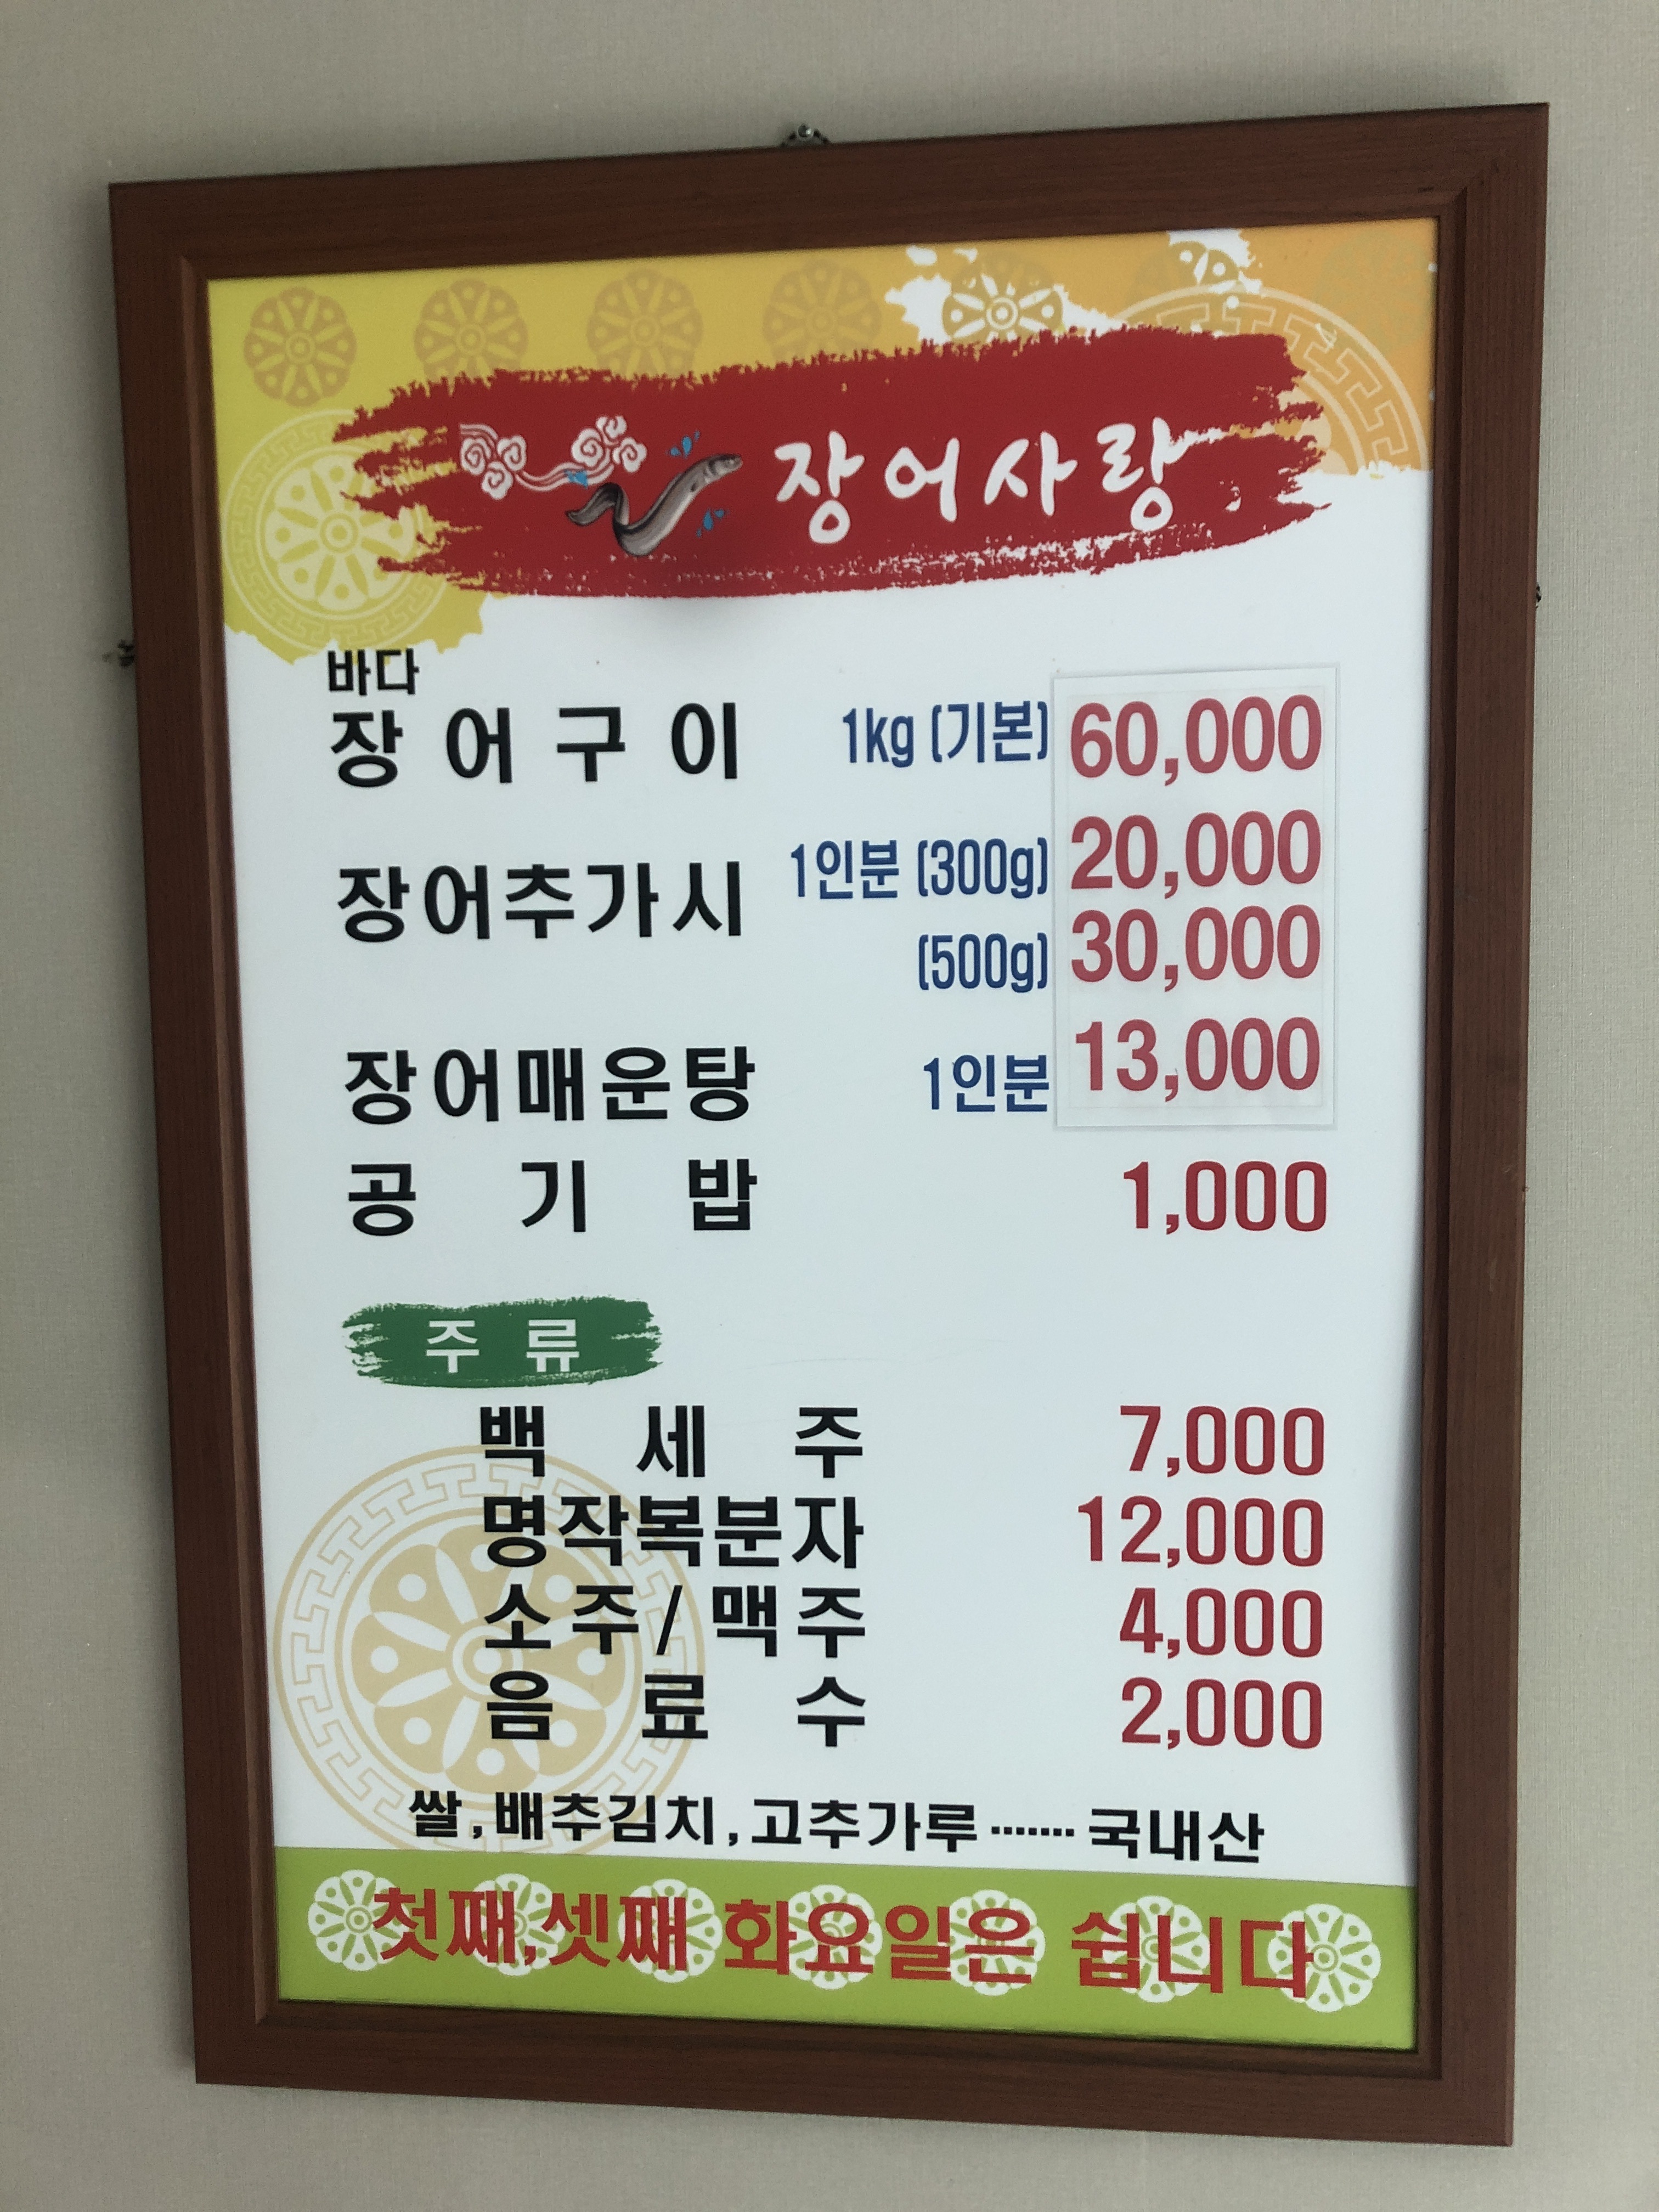 장어사랑
바다
장어구이 1kg (기본) 60,000
장어추가시 1인분 (300g) 20,000
(500g) 30,000
장어매운탕 1인분 13,000
공기밥 1,000
주류
백세주 7,000
명작복분자 12,000
소주/맥주 4,000
음료수 2,000
쌀,배추김치,고추가루········국내산
첫째,셋째 화요일은 쉽니다